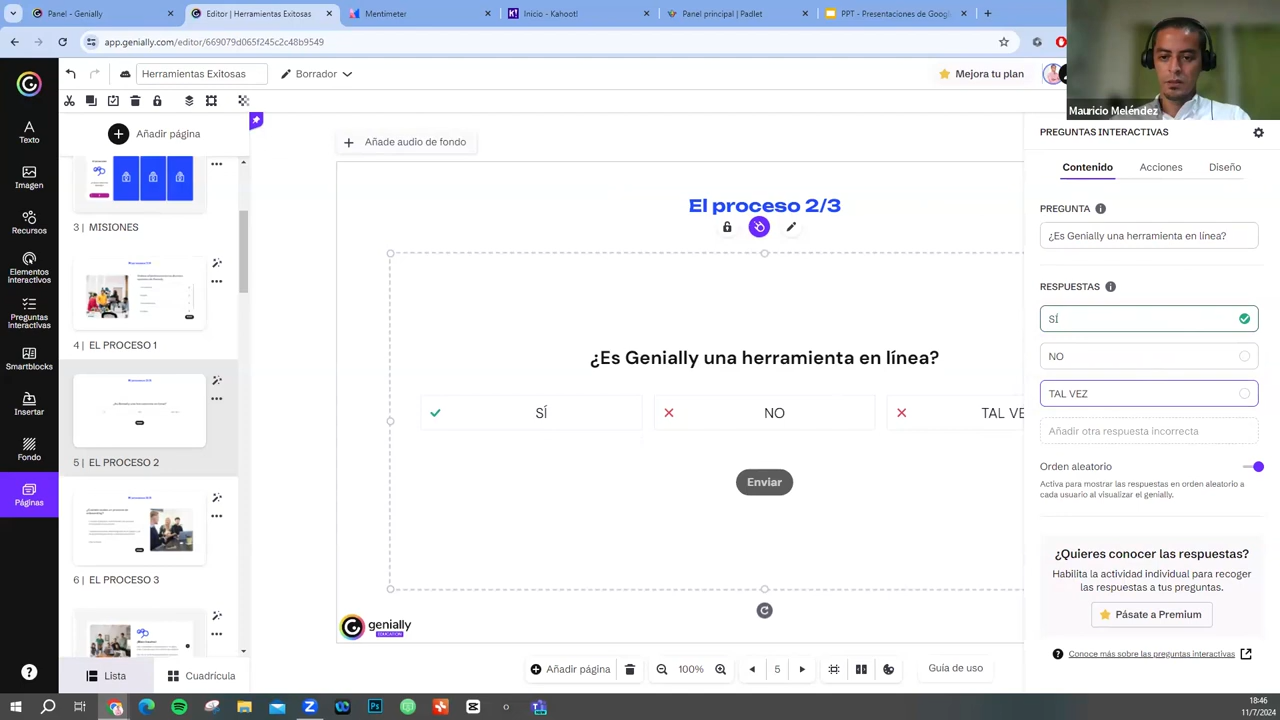 Panel - Genially
Editor | Herramientas Exitosas
Mentimeter
Inicio - Kahoot!
Panel principal | Padlet
PPT - Presentaciones de Googl
app.genially.com/editor/669079d065f245c2c48b9549
Herramientas Exitosas
Borrador
Mejora tu plan
Mauricio Meléndez
Añadir página
Añade audio de fondo
Texto
Imagen
Recursos
Elementos interactivos
Preguntas interactivas
Smartblocks
Insertar
Fondo
Páginas
3 | MISIONES
4 | EL PROCESO 1
5 | EL PROCESO 2
6 | EL PROCESO 3
Lista
Cuadrícula
El proceso 2/3
¿Es Genially una herramienta en línea?
SÍ
NO
TAL VE
Enviar
genially
EDUCATION
Añadir página
100%
5
Guía de uso
PREGUNTAS INTERACTIVAS
Contenido
Acciones
Diseño
PREGUNTA
¿Es Genially una herramienta en línea?
RESPUESTAS
SÍ
NO
TAL VEZ
Añadir otra respuesta incorrecta
Orden aleatorio
Activa para mostrar las respuestas en orden aleatorio a
cada usuario al visualizar el genially.
¿Quieres conocer las respuestas?
Habilita la actividad individual para recoger
las respuestas a tus preguntas.
Pásate a Premium
Conoce más sobre las preguntas interactivas
18:46
11/7/2024